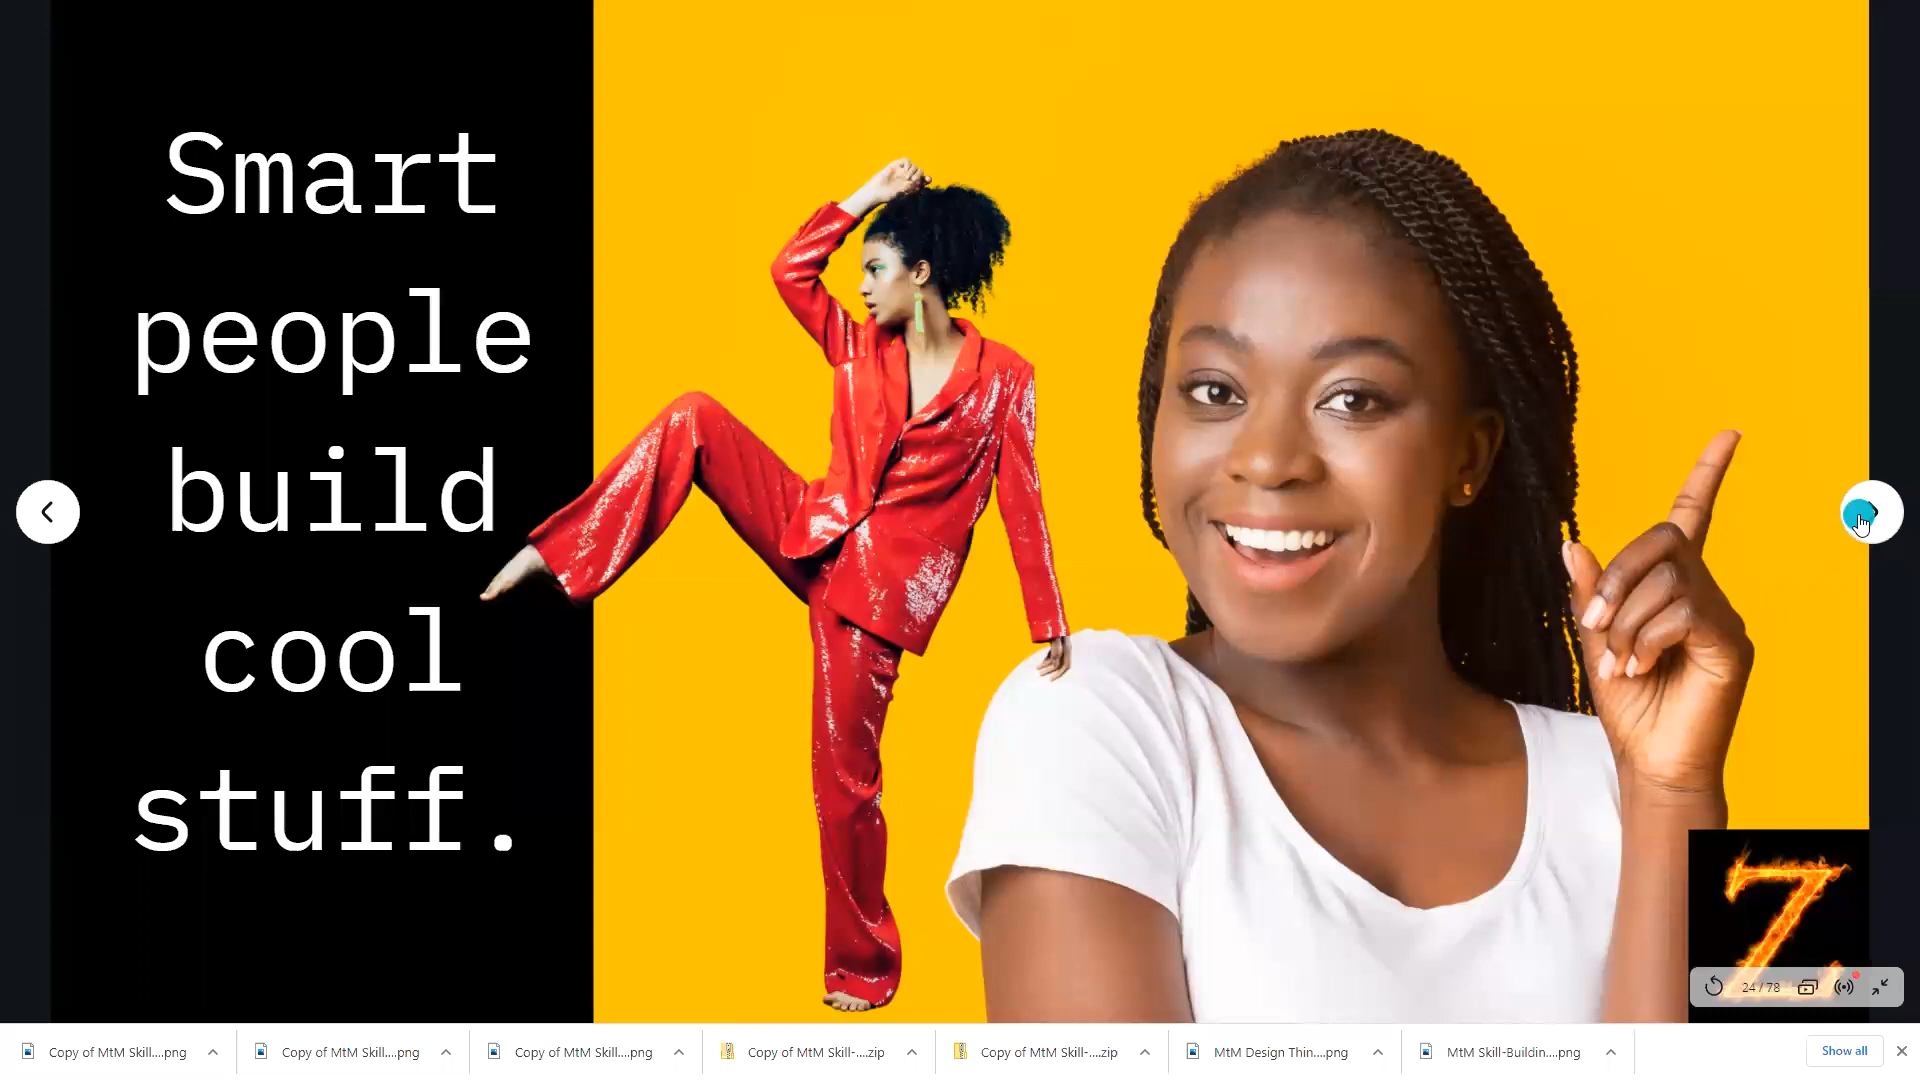 Smart
people
build
cool
stuff.
Z
24 / 78
Copy of MtM Skill....png
Copy of MtM Skill....png
Copy of MtM Skill....png
Copy of MtM Skill-....zip
Copy of MtM Skill-....zip
MtM Design Thin....png
MtM Skill-Buildin....png
Show all